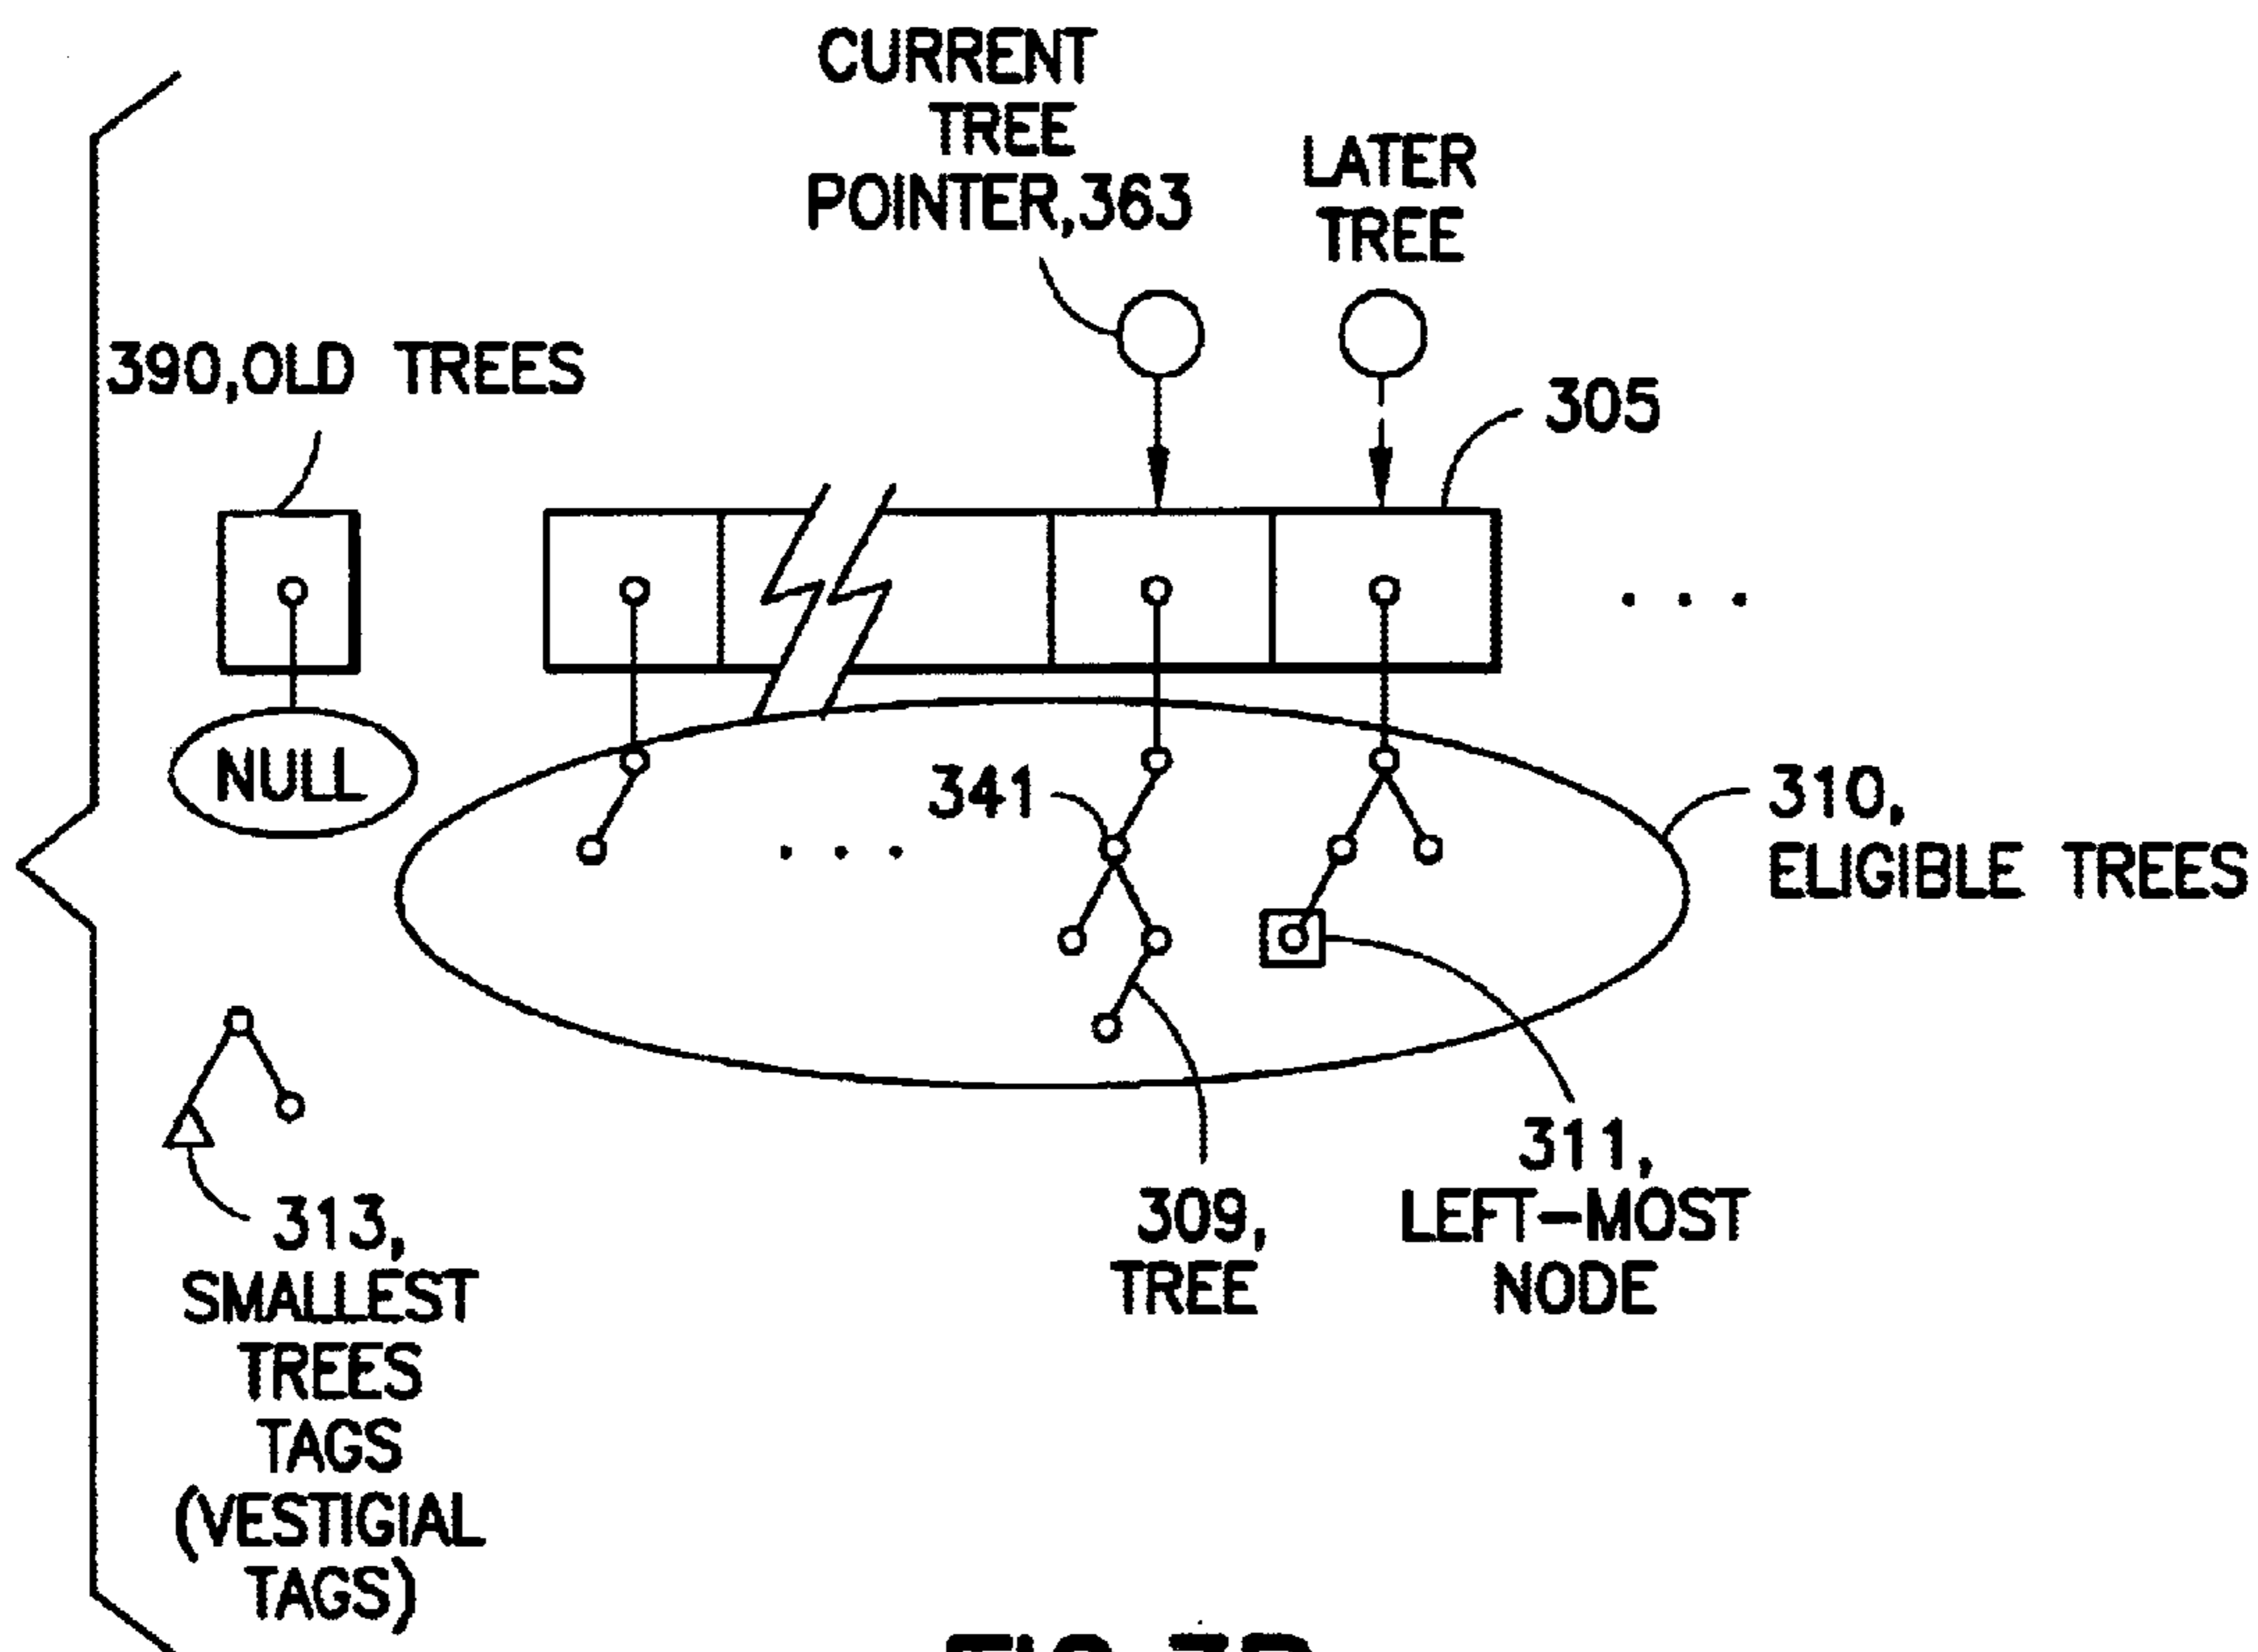 CURRENT
TREE
POINTER,363
LATER
TREE
390,OLD TREES
305
NULL
341
310,
ELIGIBLE TREES
311,
LEFT-MOST
NODE
309,
TREE
313,
SMALLEST
TREES
TAGS
(VESTIGIAL
TAGS)